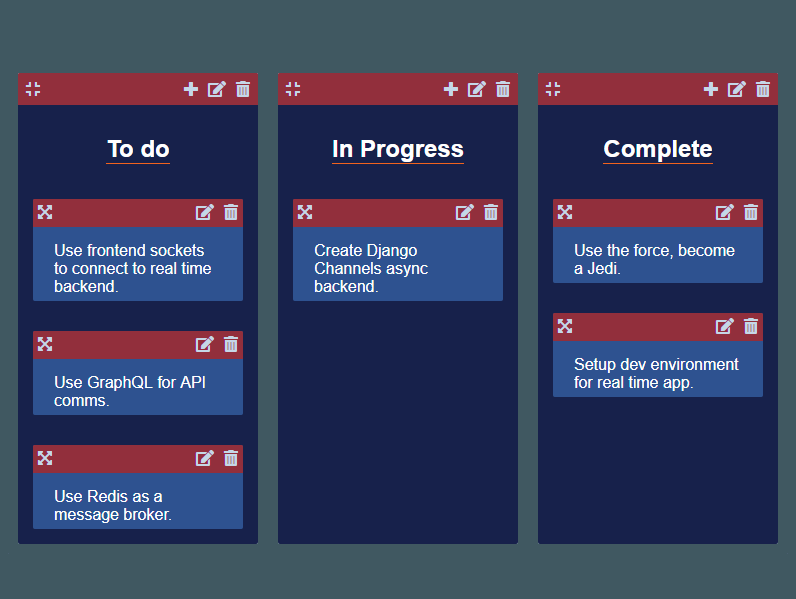 To do
Use frontend sockets
to connect to real time
backend.
Use GraphQL for API
comms.
Use Redis as a
message broker.
In Progress
Create Django
Channels async
backend.
Complete
Use the force, become
a Jedi.
Setup dev environment
for real time app.